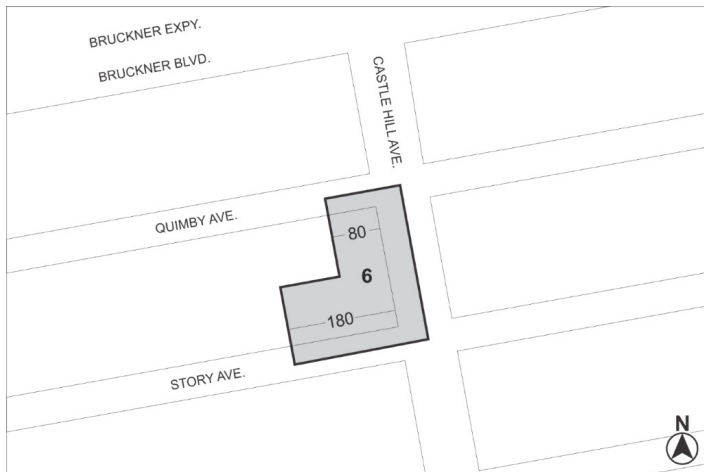 BRUCKNER EXPY.
BRUCKNER BLVD.
CASTLE HILL AVE.
QUIMBY AVE.
80
6
180
STORY AVE.
N